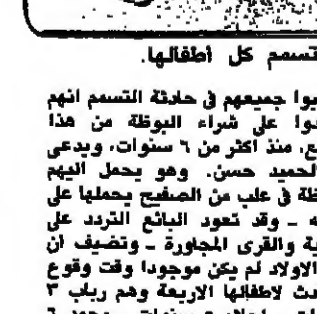 تسمم كل أطفالها.
يبوا جميعهم في حادثة التسمم انهم
دوا على شراء البوظة من هذا
ع، منذ اكثر من ٦ سنوات، ويدعى
الحميد حسن. وهو يحمل اليهم
ظة في علب من الصفيح يحملها على
ه ـ وقد تعود البائع التردد على
ية والقرى المجاورة ـ وتضيف ان
الاولاد لم يكن موجودا وقت وقوع
دث لاطفالها الاربعة وهم رباب ٣